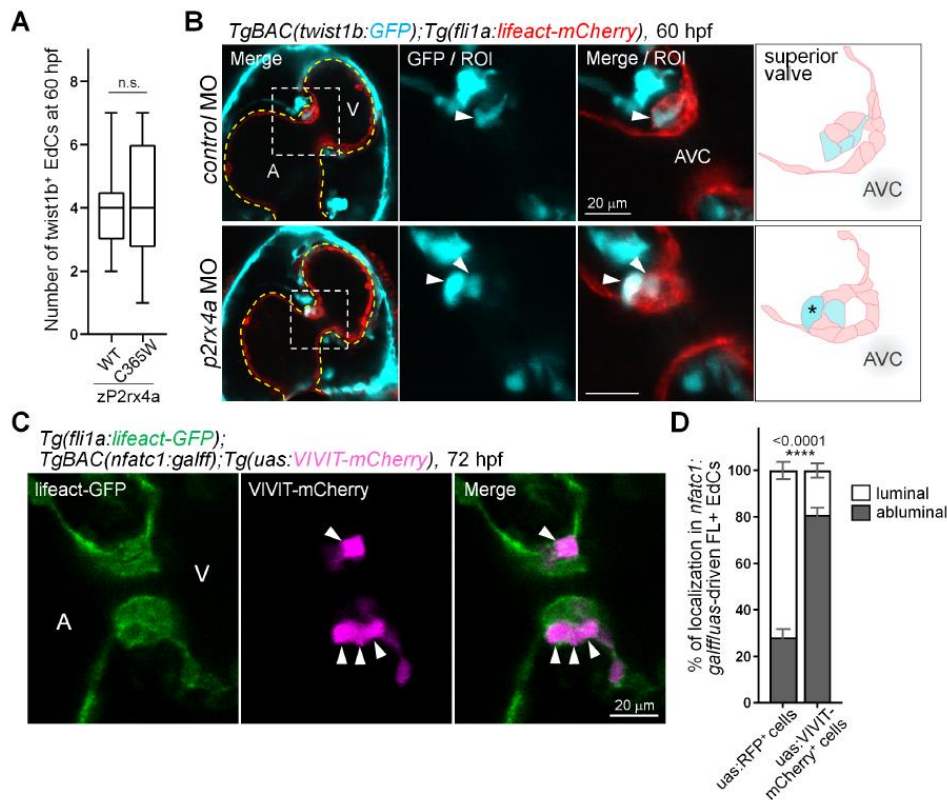 A
Number of twist1b⁺ EdCs at 60 hpf
8
6
4
2
0
n.s.
WT
C365W
zP2rx4a
B
TgBAC(twist1b:GFP);Tg(fli1a:lifeact-mCherry), 60 hpf
control MO
Merge
V
A
GFP / ROI
Merge / ROI
AVC
20 µm
superior
valve
AVC
p2rx4a MO
*
AVC
C
Tg(fli1a:lifeact-GFP);
TgBAC(nfatc1:galff);Tg(uas:VIVIT-mCherry), 72 hpf
lifeact-GFP
V
A
VIVIT-mCherry
Merge
20 µm
D
% of localization in nfatc1:
galff/uas-driven FL+ EdCs
<0.0001
****
100
80
60
40
20
0
luminal
abluminal
uas:RFP⁺ cells
uas:VIVIT-
mCherry⁺ cells